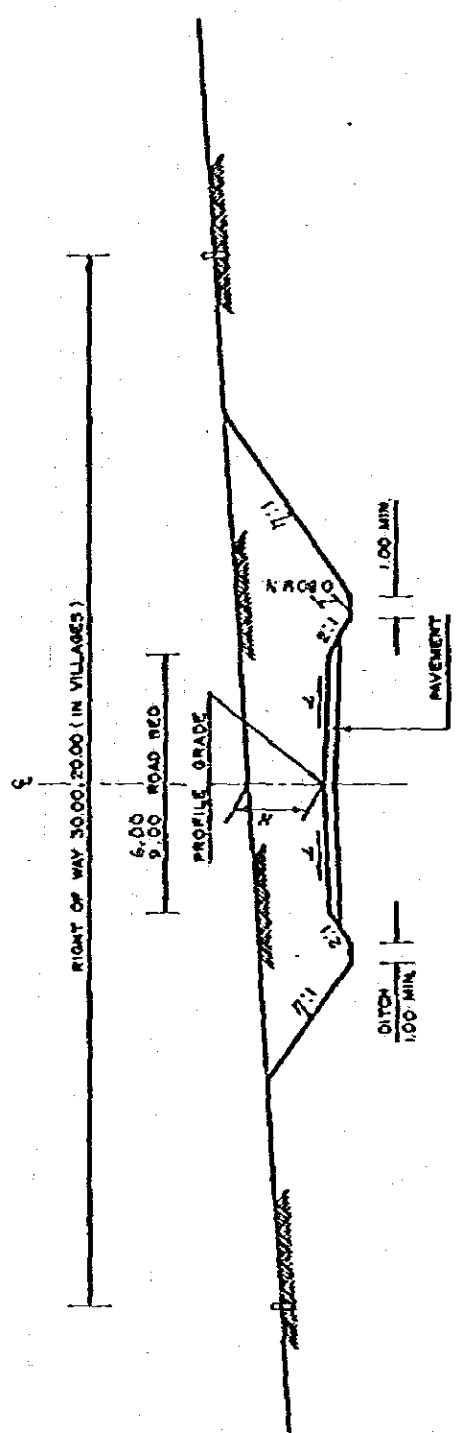 ℄
RIGHT OF WAY 30.00, 20.00 (IN VILLAGES)
6.00
9.00 ROAD BED
PROFILE GRADE
2:1
2:1
DITCH
1.00 MIN.
1.00 MIN.
PAVEMENT